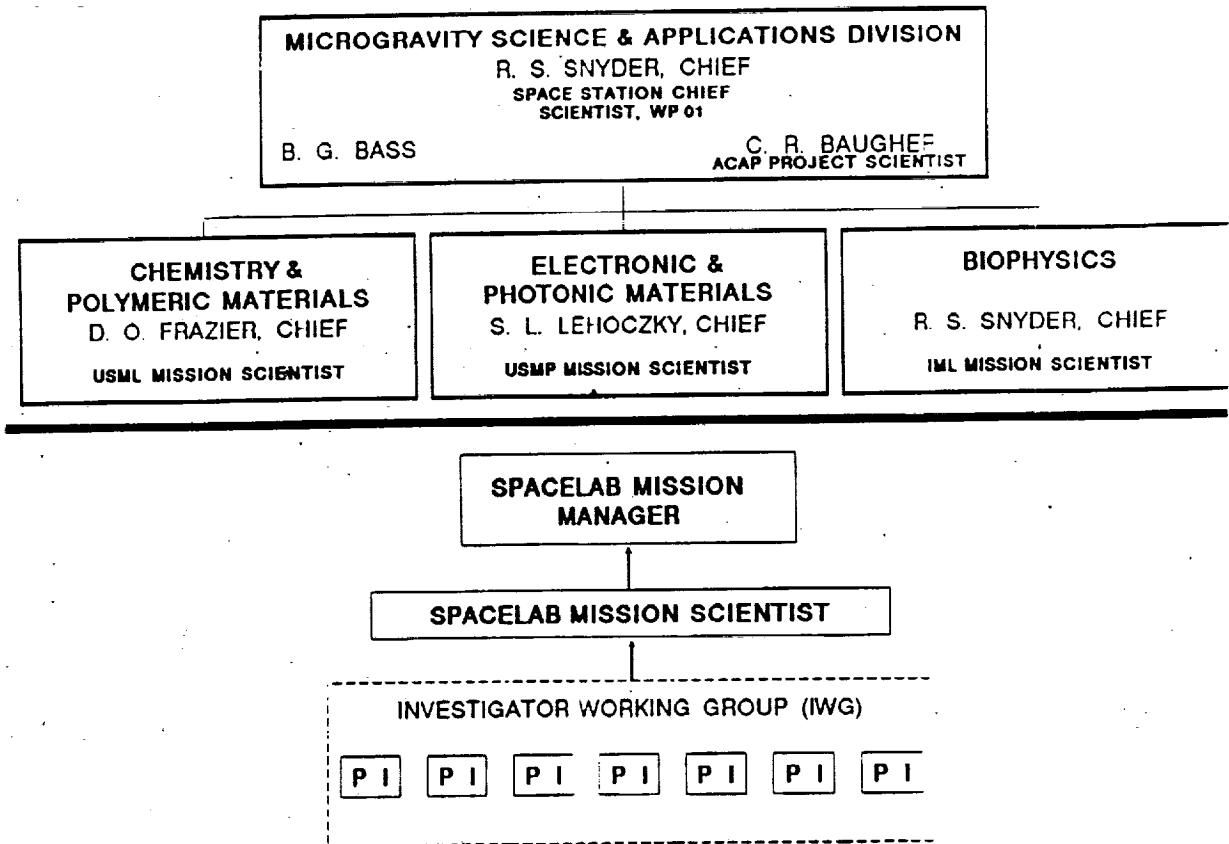 MICROGRAVITY SCIENCE & APPLICATIONS DIVISION
R. S. SNYDER, CHIEF
SPACE STATION CHIEF
SCIENTIST, WP 01
B. G. BASS
C. R. BAUGHER
ACAP PROJECT SCIENTIST
CHEMISTRY &
POLYMERIC MATERIALS
D. O. FRAZIER, CHIEF
USML MISSION SCIENTIST
ELECTRONIC &
PHOTONIC MATERIALS
S. L. LEHOCZKY, CHIEF
USMP MISSION SCIENTIST
BIOPHYSICS
R. S. SNYDER, CHIEF
IML MISSION SCIENTIST
SPACELAB MISSION
MANAGER
SPACELAB MISSION SCIENTIST
INVESTIGATOR WORKING GROUP (IWG)
P I P I P I P I P I P I P I